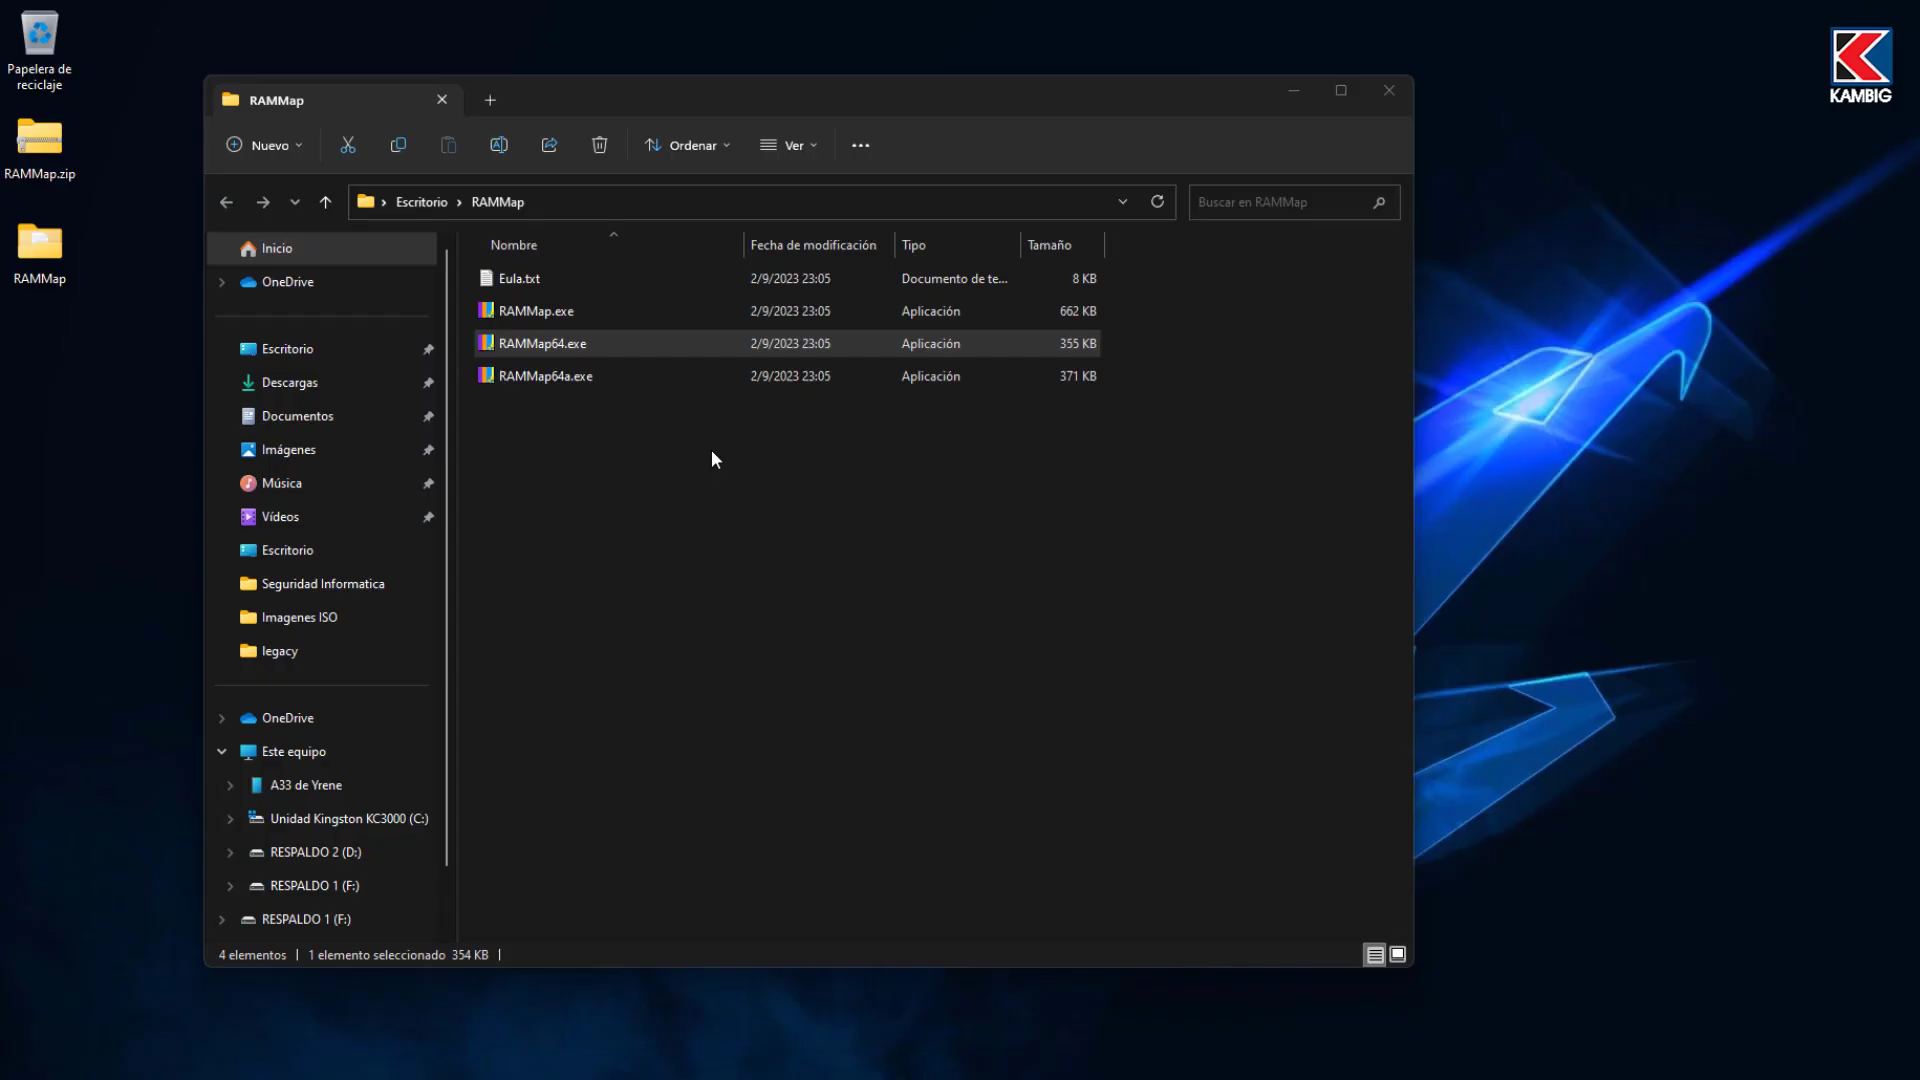 Papelera de
reciclaje
RAMMap.zip
RAMMap
KAMBIG
RAMMap
Nuevo
Ordenar
Ver
Escritorio
RAMMap
Buscar en RAMMap
Nombre
Fecha de modificación
Tipo
Tamaño
Eula.txt 2/9/2023 23:05 Documento de te... 8 KB
RAMMap.exe 2/9/2023 23:05 Aplicación 662 KB
RAMMap64.exe 2/9/2023 23:05 Aplicación 355 KB
RAMMap64a.exe 2/9/2023 23:05 Aplicación 371 KB
Inicio
OneDrive
Escritorio
Descargas
Documentos
Imágenes
Música
Vídeos
Escritorio
Seguridad Informatica
Imagenes ISO
legacy
OneDrive
Este equipo
A33 de Yrene
Unidad Kingston KC3000 (C:)
RESPALDO 2 (D:)
RESPALDO 1 (F:)
RESPALDO 1 (F:)
4 elementos | 1 elemento seleccionado 354 KB |